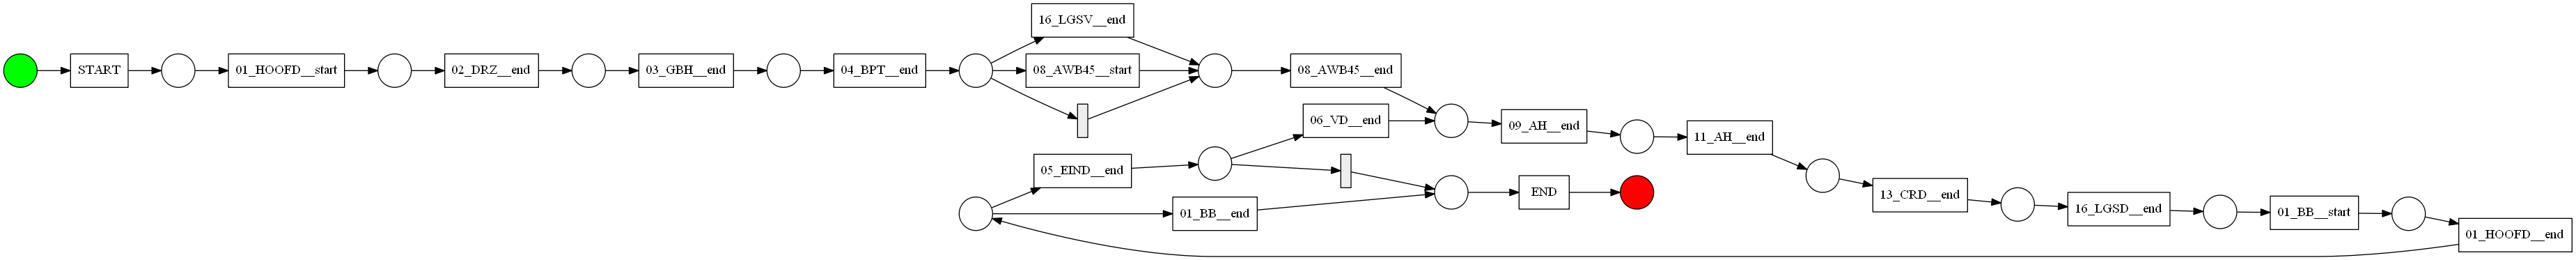 16_LGSV__end
START
01_HOOFD__start
02_DRZ__end
03_GBH__end
04_BPT__end
08_AWB45__start
08_AWB45__end
06_VD__end
09_AH__end
11_AH__end
05_EIND__end
13_CRD__end
END
16_LGSD__end
01_BB__end
01_BB__start
01_HOOFD__end